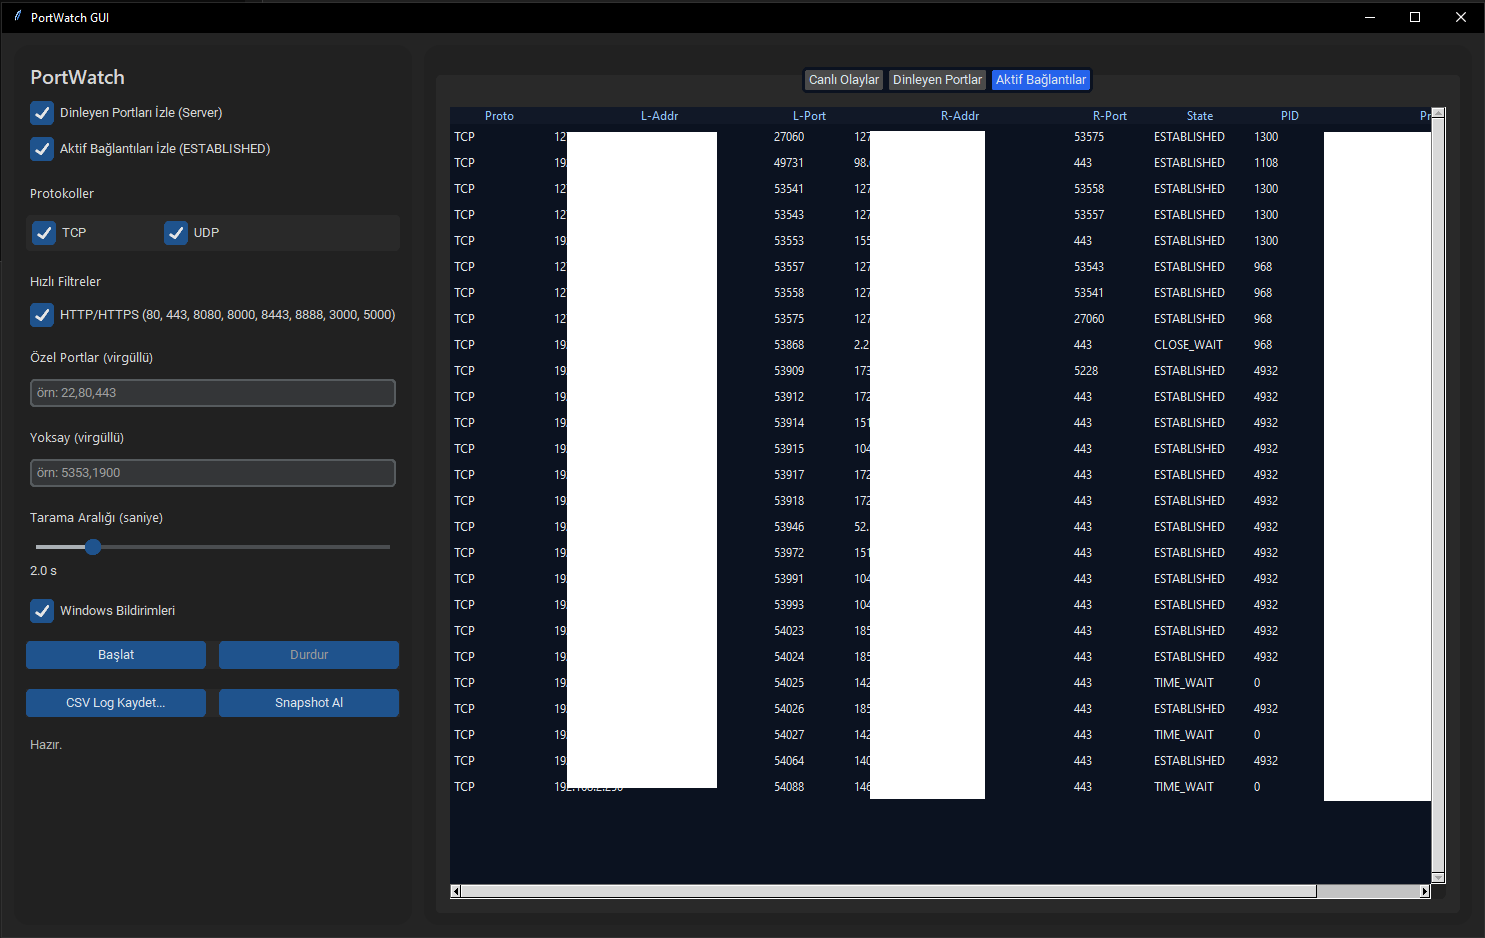 PortWatch GUI
PortWatch
Dinleyen Portları İzle (Server)
Aktif Bağlantıları İzle (ESTABLISHED)
Protokoller
TCP UDP
Hızlı Filtreler
HTTP/HTTPS (80, 443, 8080, 8000, 8443, 8888, 3000, 5000)
Özel Portlar (virgüllü)
örn: 22,80,443
Yoksay (virgüllü)
örn: 5353,1900
Tarama Aralığı (saniye)
2.0 s
Windows Bildirimleri
Başlat Durdur
CSV Log Kaydet... Snapshot Al
Hazır.
Canlı Olaylar Dinleyen Portlar Aktif Bağlantılar
Proto L-Addr L-Port R-Addr R-Port State PID Pr
TCP 12 27060 127 53575 ESTABLISHED 1300
TCP 19 49731 98. 443 ESTABLISHED 1108
TCP 12 53541 127 53558 ESTABLISHED 1300
TCP 12 53543 127 53557 ESTABLISHED 1300
TCP 19 53553 155 443 ESTABLISHED 1300
TCP 12 53557 127 53543 ESTABLISHED 968
TCP 12 53558 127 53541 ESTABLISHED 968
TCP 12 53575 127 27060 ESTABLISHED 968
TCP 19 53868 2.2 443 CLOSE_WAIT 968
TCP 19 53909 173 5228 ESTABLISHED 4932
TCP 19 53912 172 443 ESTABLISHED 4932
TCP 19 53914 151 443 ESTABLISHED 4932
TCP 19 53915 104 443 ESTABLISHED 4932
TCP 19 53917 172 443 ESTABLISHED 4932
TCP 19 53918 172 443 ESTABLISHED 4932
TCP 19 53946 52. 443 ESTABLISHED 4932
TCP 19 53972 151 443 ESTABLISHED 4932
TCP 19 53991 104 443 ESTABLISHED 4932
TCP 19 53993 104 443 ESTABLISHED 4932
TCP 19 54023 185 443 ESTABLISHED 4932
TCP 19 54024 185 443 ESTABLISHED 4932
TCP 19 54025 142 443 TIME_WAIT 0
TCP 19 54026 185 443 ESTABLISHED 4932
TCP 19 54027 142 443 TIME_WAIT 0
TCP 19 54064 140 443 ESTABLISHED 4932
TCP 54088 146 443 TIME_WAIT 0